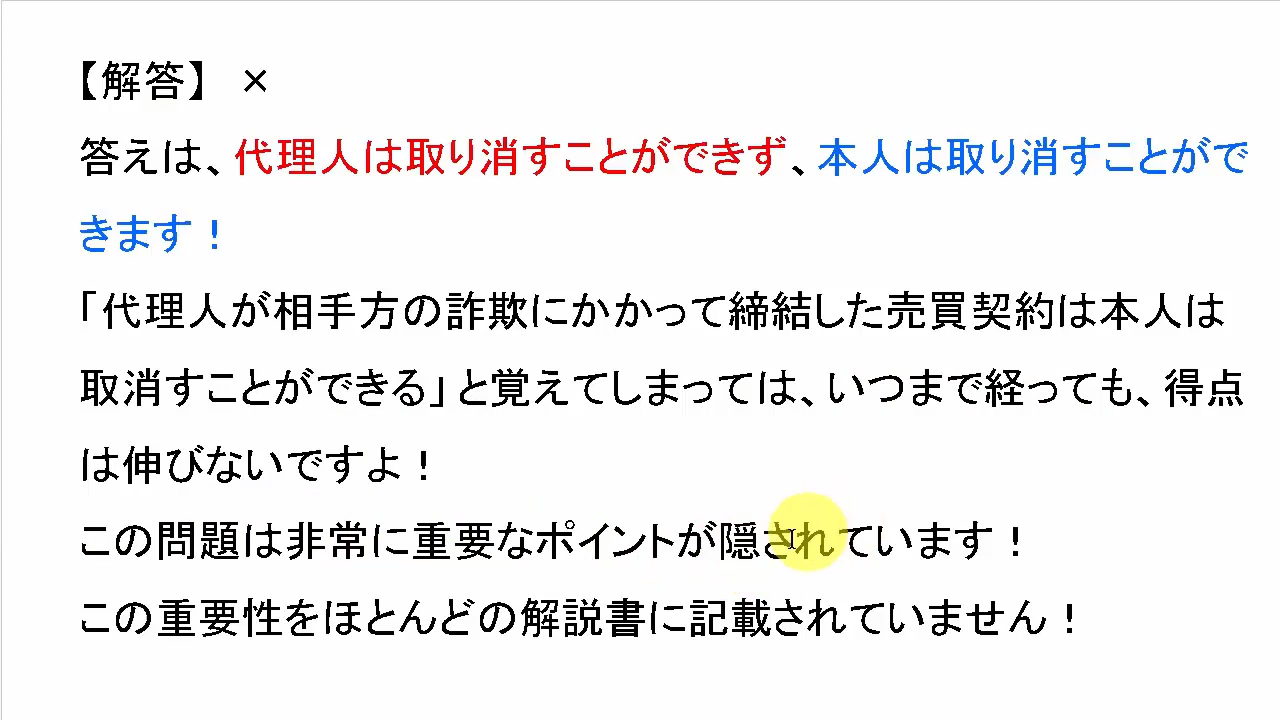 【解答】 ×
答えは、代理人は取り消すことができず、本人は取り消すことがで
きます！
「代理人が相手方の詐欺にかかって締結した売買契約は本人は
取消すことができる」と覚えてしまっては、いつまで経っても、得点
は伸びないですよ！
この問題は非常に重要なポイントが隠されています！
この重要性をほとんどの解説書に記載されていません！